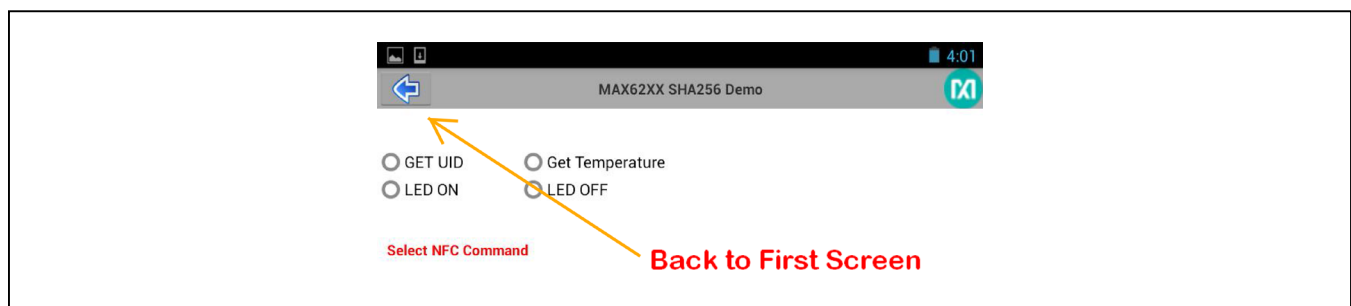 4:01
MAX62XX SHA256 Demo
GET UID Get Temperature
LED ON LED OFF
Select NFC Command
Back to First Screen